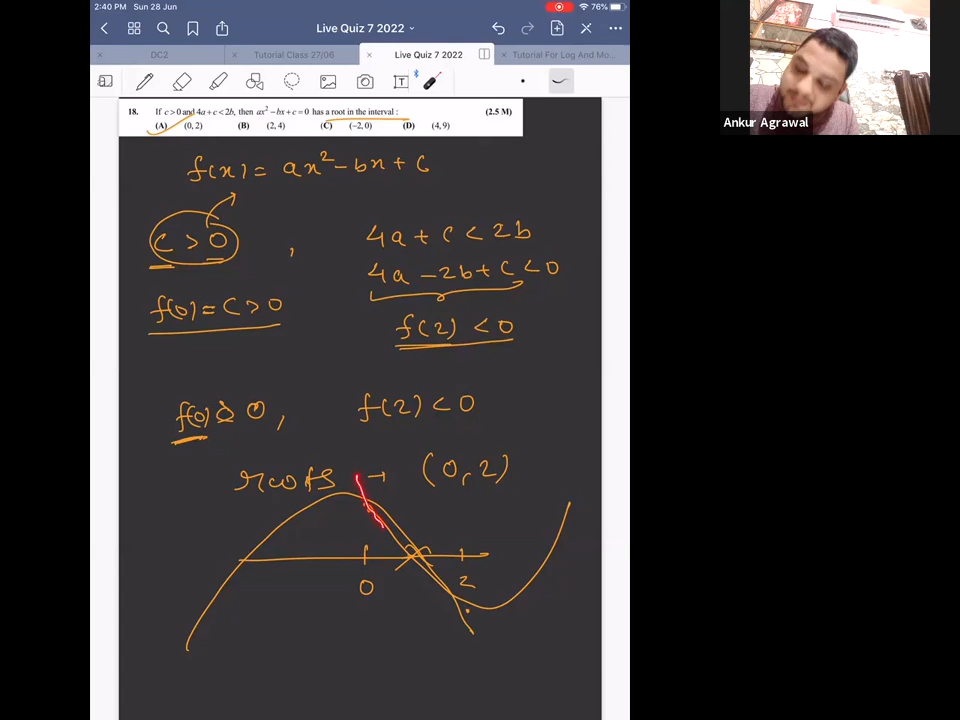 2:40 PM Sun 28 Jun
76%
Live Quiz 7 2022
DC2
Tutorial Class 27/06
Live Quiz 7 2022
Tutorial For Log And Mo...
18. If c > 0 and 4a + c < 2b, then ax² − bx + c = 0 has a root in the interval : (2.5 M)
(A) (0, 2) (B) (2, 4) (C) (−2, 0) (D) (4, 9)
f(x) = ax² − bx + c
c > 0 , 4a + c < 2b
4a − 2b + c < 0
f(0) = c > 0
f(2) < 0
f(0) > 0, f(2) < 0
roots → (0, 2)
0 2
Ankur Agrawal